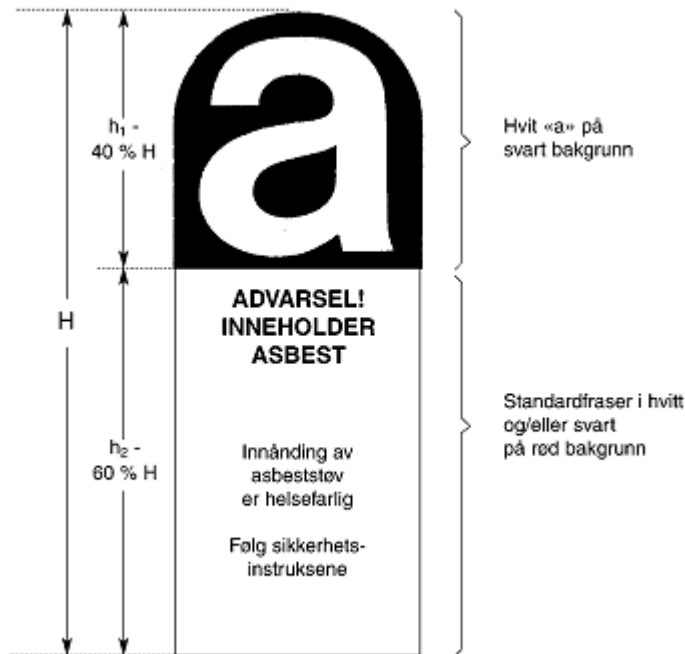 a
H
h₁ -
40 % H
h₂ -
60 % H
ADVARSEL!
INNEHOLDER
ASBEST
Innånding av
asbeststøv
er helsefarlig
Følg sikkerhets-
instruksene
Hvit «a» på
svart bakgrunn
Standardfraser i hvitt
og/eller svart
på rød bakgrunn